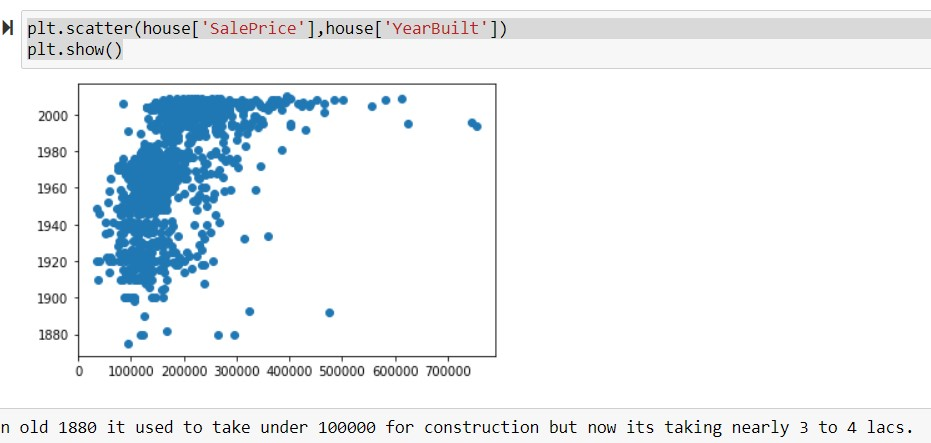 plt.scatter(house['SalePrice'],house['YearBuilt'])
plt.show()
2000
1980
1960
1940
1920
1900
1880
0 100000 200000 300000 400000 500000 600000 700000
n old 1880 it used to take under 100000 for construction but now its taking nearly 3 to 4 lacs.